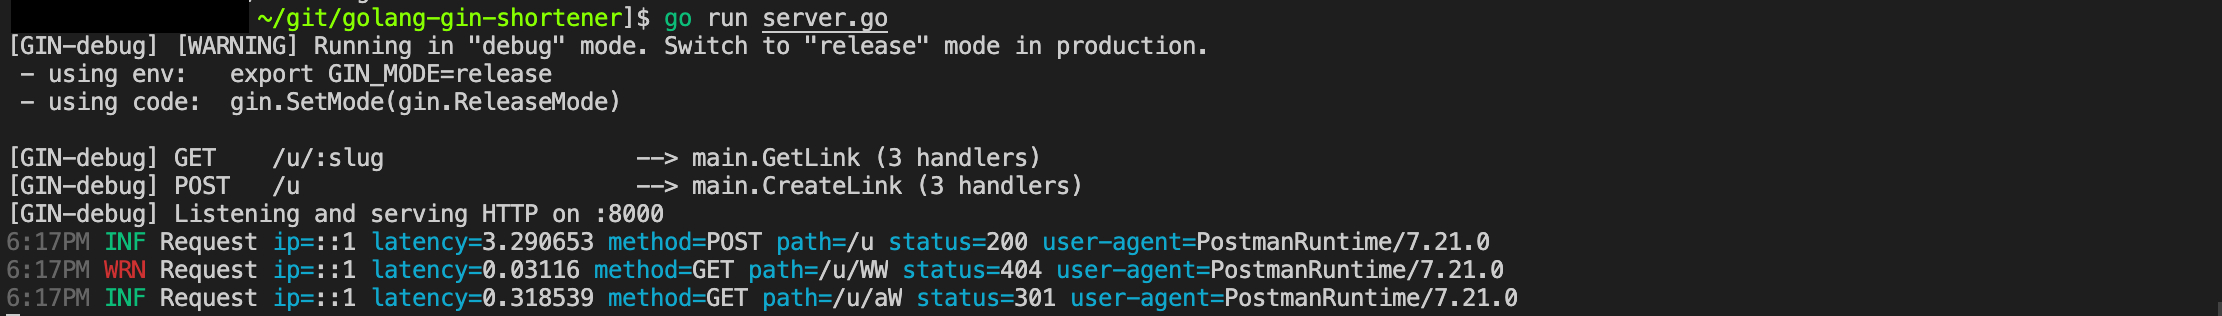 ~/git/golang-gin-shortener]$ go run server.go
[GIN-debug] [WARNING] Running in "debug" mode. Switch to "release" mode in production.
 - using env:   export GIN_MODE=release
 - using code:  gin.SetMode(gin.ReleaseMode)
[GIN-debug] GET    /u/:slug                  --> main.GetLink (3 handlers)
[GIN-debug] POST   /u                        --> main.CreateLink (3 handlers)
[GIN-debug] Listening and serving HTTP on :8000
6:17PM INF Request ip=::1 latency=3.290653 method=POST path=/u status=200 user-agent=PostmanRuntime/7.21.0
6:17PM WRN Request ip=::1 latency=0.03116 method=GET path=/u/WW status=404 user-agent=PostmanRuntime/7.21.0
6:17PM INF Request ip=::1 latency=0.318539 method=GET path=/u/aW status=301 user-agent=PostmanRuntime/7.21.0